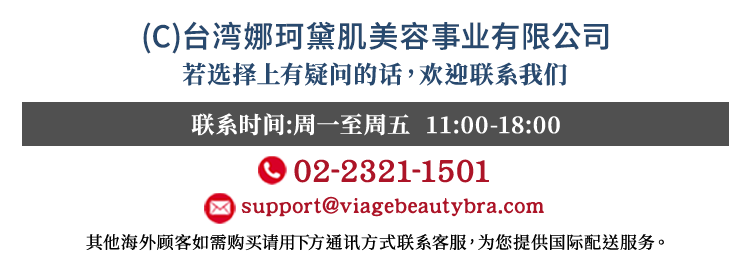 (C)台湾娜珂黛肌美容事业有限公司
若选择上有疑问的话，欢迎联系我们
联系时间:周一至周五 11:00-18:00
02-2321-1501
support@viagebeautybra.com
其他海外顾客如需购买请用下方通讯方式联系客服，为您提供国际配送服务。